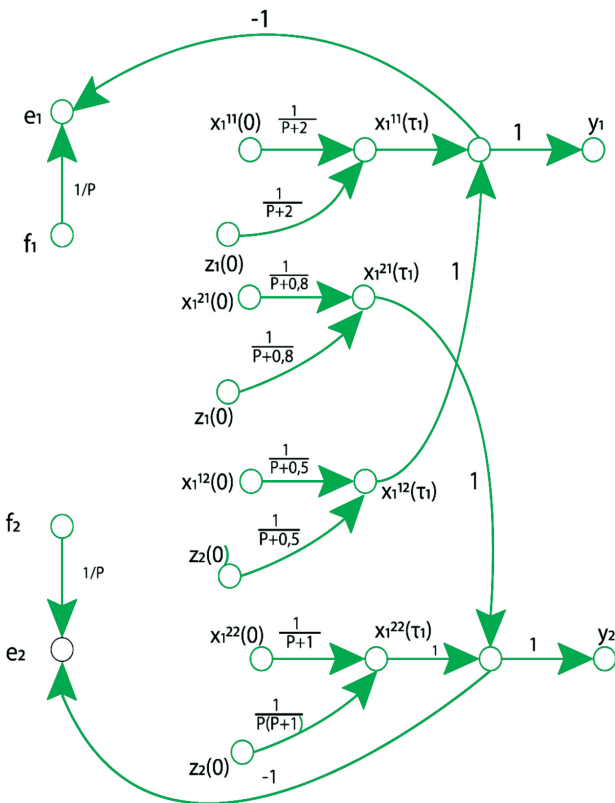 -1
e₁
x₁¹¹(0)
1
P+2
x₁¹¹(τ₁)
1
y₁
1/P
1
P+2
f₁
z₁(0)
1
P+0,8
x₁²¹(τ₁)
1
x₁²¹(0)
1
P+0,8
z₁(0)
1
P+0,5
x₁¹²(0)
x₁¹²(τ₁)
1
f₂
1
P+0,5
z₂(0)
1/P
x₁²²(0)
1
P+1
x₁²²(τ₁)
1
1
y₂
e₂
1
P(P+1)
z₂(0)
-1